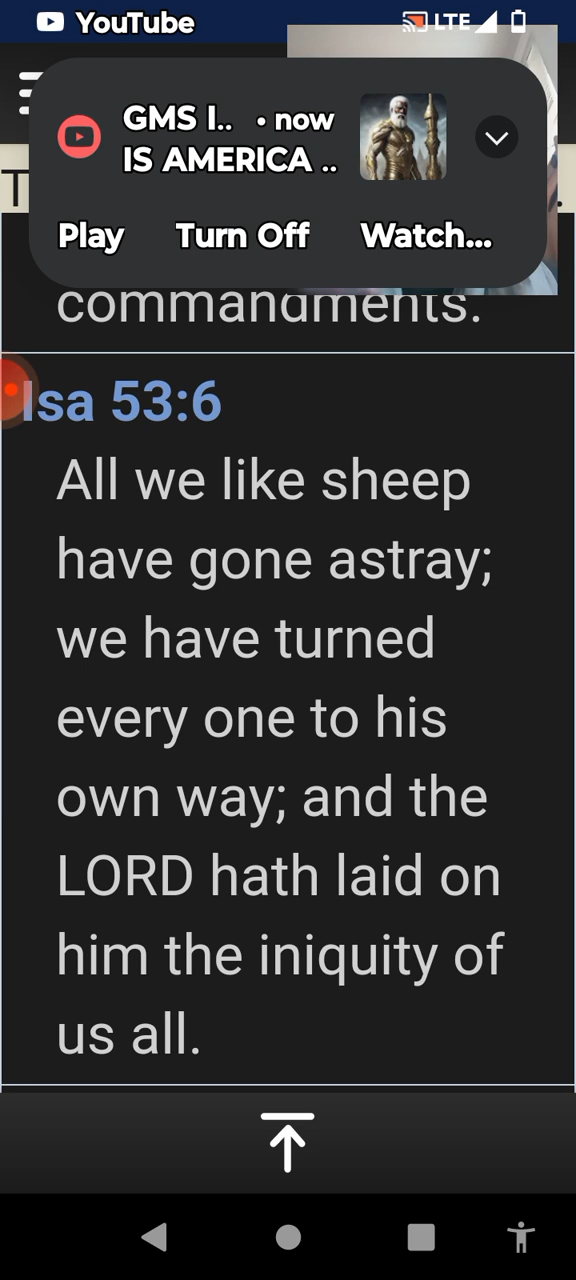 YouTube
LTE
GMS I.. • now
IS AMERICA ..
Play Turn Off Watch...
commandments.
Isa 53:6
All we like sheep
have gone astray;
we have turned
every one to his
own way; and the
LORD hath laid on
him the iniquity of
us all.